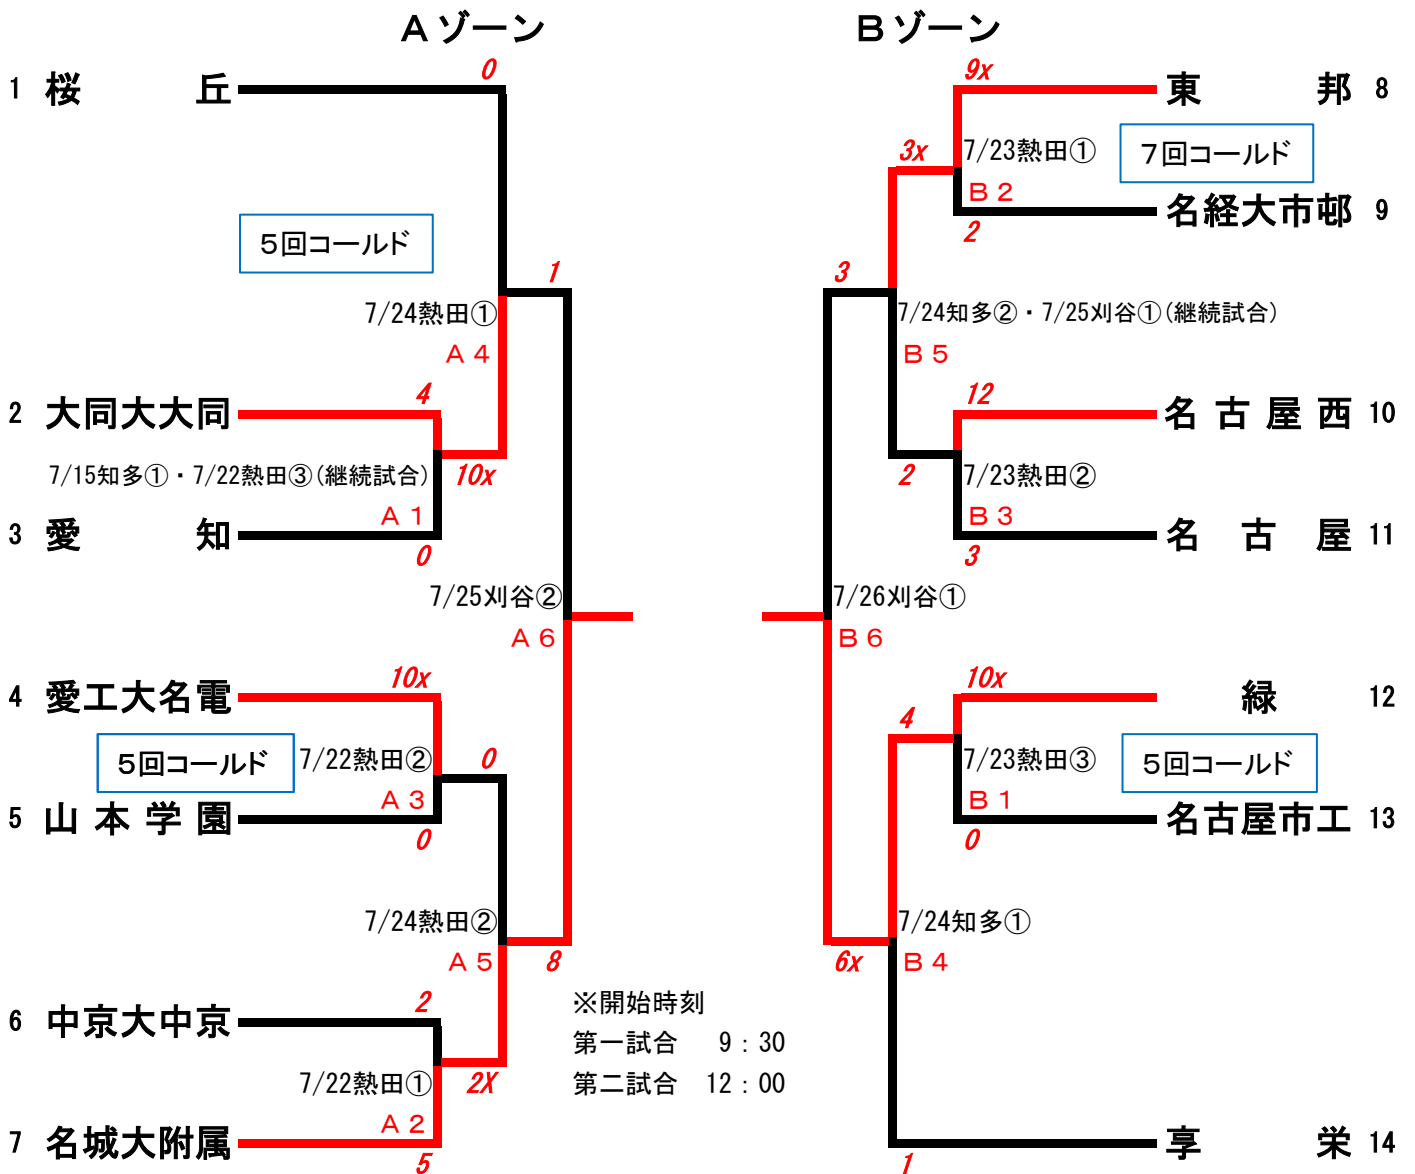 Aゾーン
Bゾーン
1 桜丘
0
9x
東邦 8
7/23熱田①
7回コールド
3x
B2
名経大市邨 9
2
5回コールド
1
3
7/24熱田①
7/24知多②・7/25刈谷①(継続試合)
A4
B5
4
12
2 大同大大同
名古屋西 10
7/15知多①・7/22熱田③(継続試合)
10x
2
7/23熱田②
A1
B3
3 愛知
名古屋 11
0
3
7/25刈谷②
7/26刈谷①
A6
B6
10x
10x
4 愛工大名電
緑 12
4
5回コールド
7/22熱田②
0
7/23熱田③
5回コールド
A3
B1
5 山本学園
名古屋市工 13
0
0
7/24熱田②
7/24知多①
A5
8
6x
B4
2
※開始時刻
6 中京大中京
第一試合 9:30
7/22熱田①
2X
第二試合 12:00
A2
7 名城大附属
享栄 14
5
1